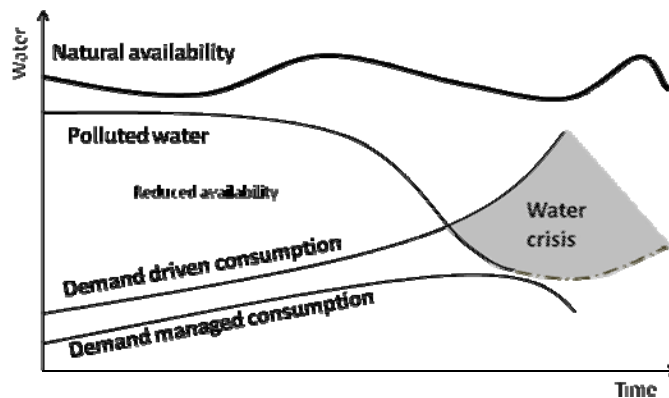 Water
Natural availability
Polluted water
Reduced availability
Water
crisis
Demand driven consumption
Demand managed consumption
Time